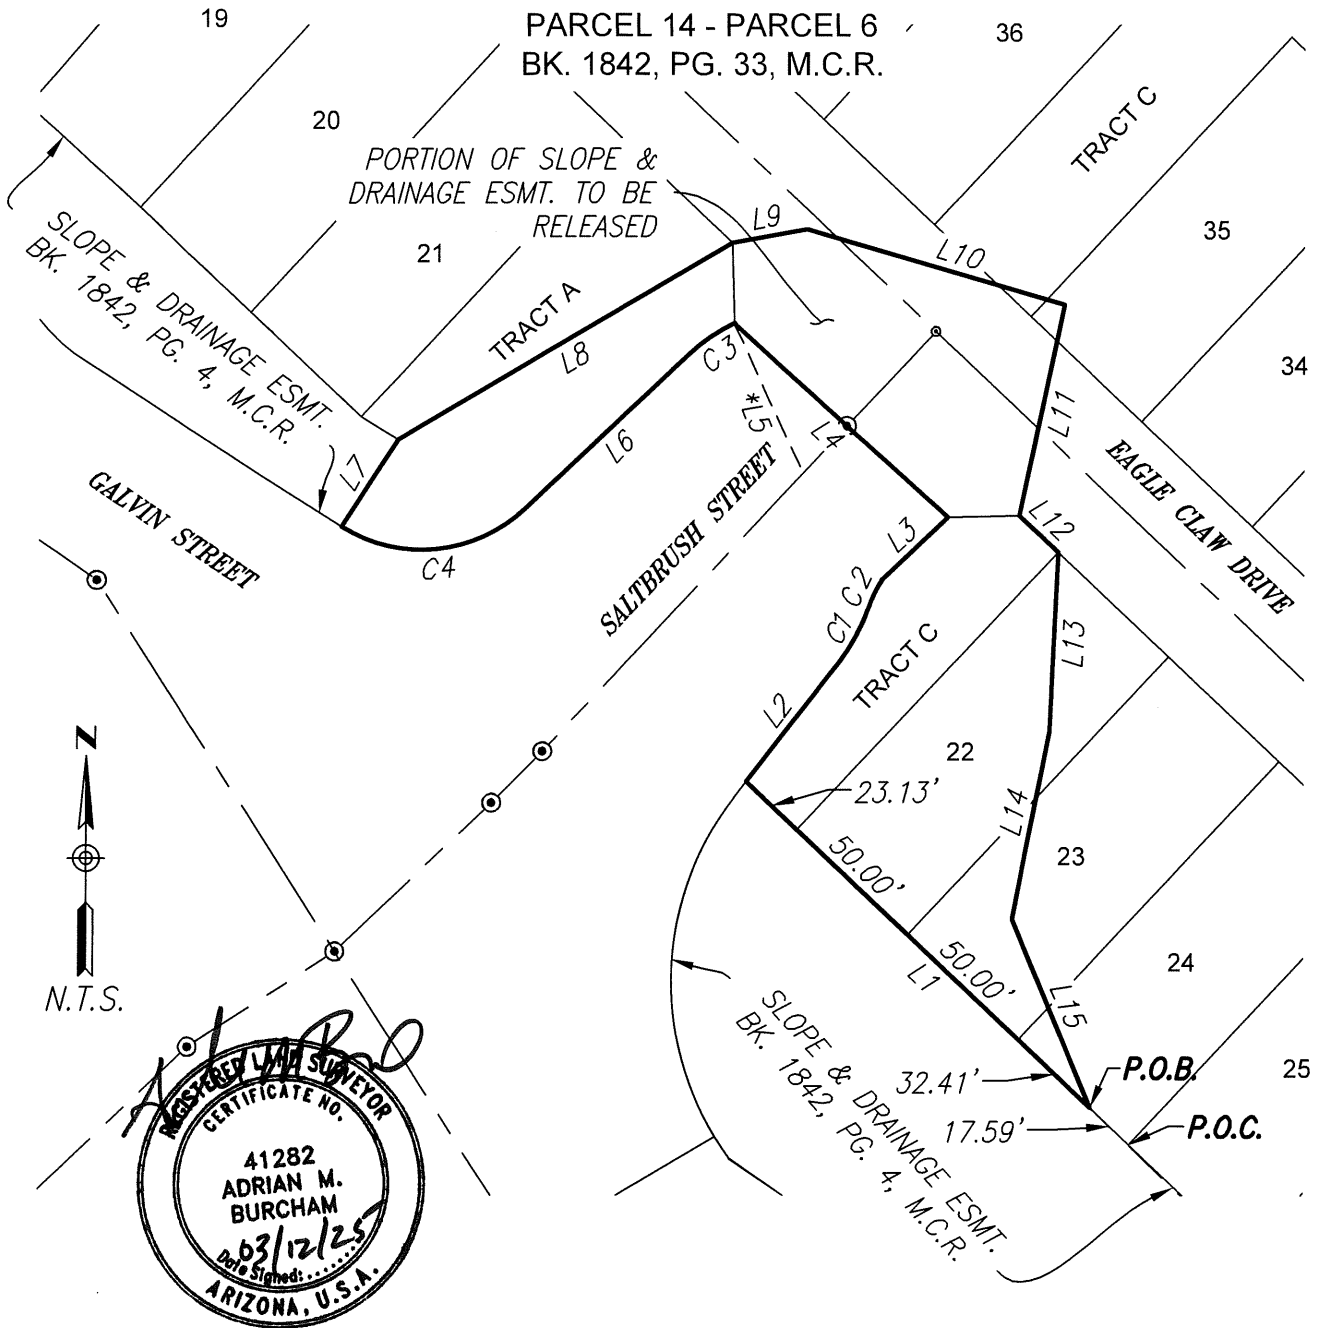 PARCEL 14 - PARCEL 6
BK. 1842, PG. 33, M.C.R.
19
36
20
TRACT C
PORTION OF SLOPE &
DRAINAGE ESMT. TO BE
RELEASED
L9
35
21
L10
SLOPE & DRAINAGE ESMT.
BK. 1842, PG. 4, M.C.R.
TRACT A
L8
C3
34
*L5
L4
L11
L6
L7
EAGLE CLAW DRIVE
GALVIN STREET
SALTBRUSH STREET
L12
L3
C4
C2
C1
L13
TRACT C
L2
N
22
23.13'
L14
50.00'
23
N.T.S.
50.00'
L1
24
L15
SLOPE & DRAINAGE ESMT.
BK. 1842, PG. 4, M.C.R.
P.O.B.
25
32.41'
17.59'
P.O.C.
REGISTERED LAND SURVEYOR
CERTIFICATE NO.
41282
ADRIAN M.
BURCHAM
03/12/25
Date Signed:........
ARIZONA, U.S.A.